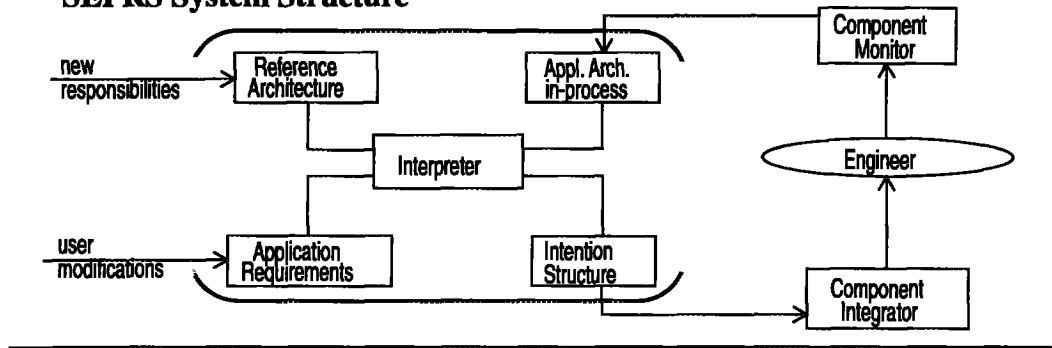 SEPRS System Structure
Component
Monitor
new
responsibilities
Reference
Architecture
Appl. Arch.
in-process
Interpreter
Engineer
user
modifications
Application
Requirements
Intention
Structure
Component
Integrator